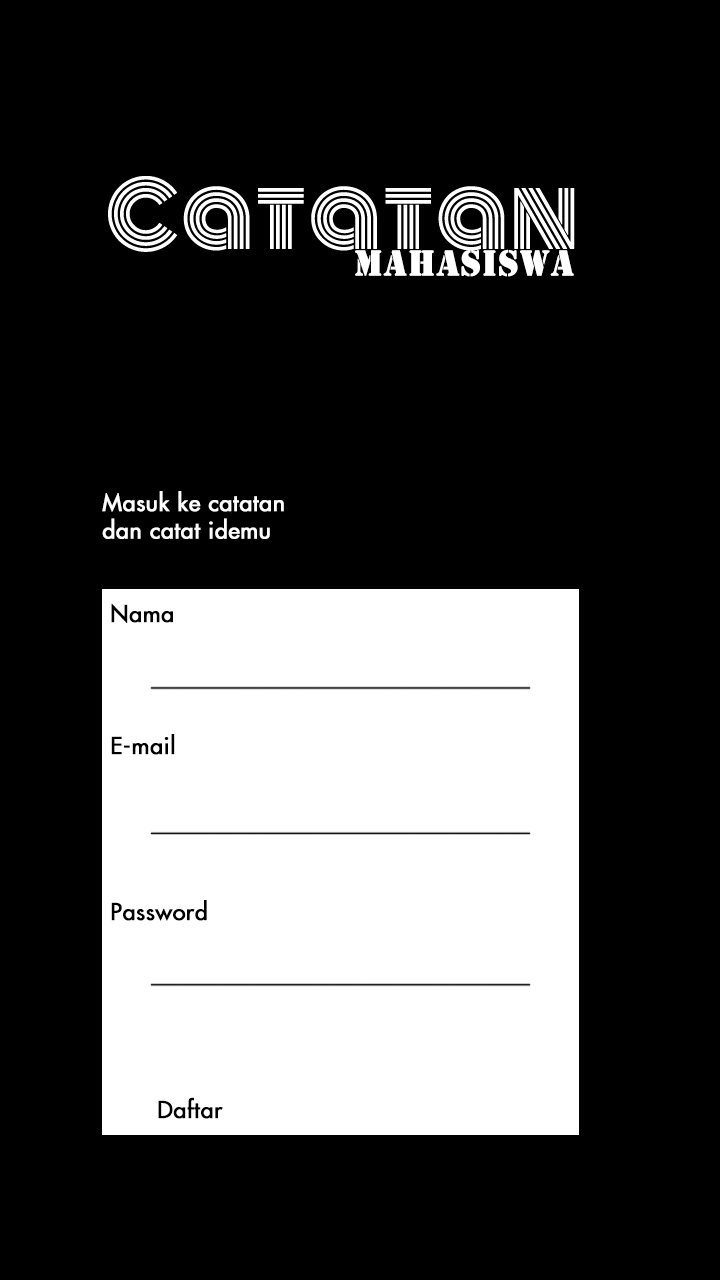 Catatan
MAHASISWA
Masuk ke catatan
dan catat idemu
Nama
E-mail
Password
Daftar